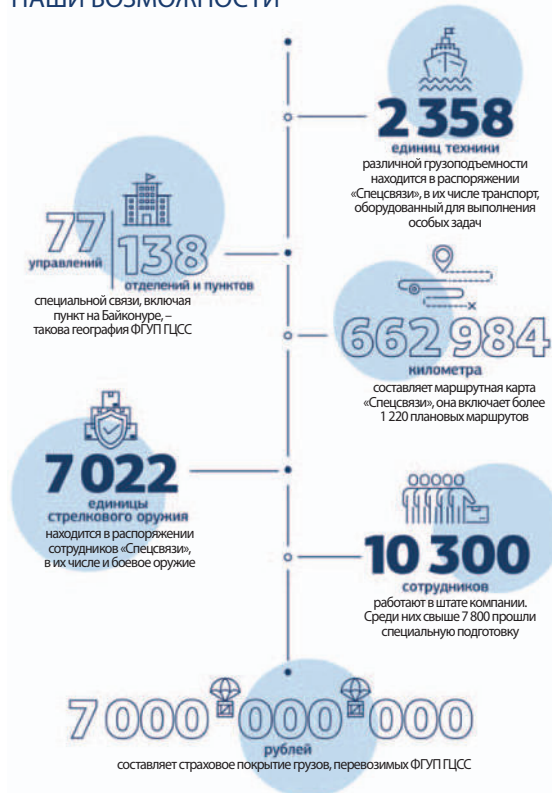 НАШИ ВОЗМОЖНОСТИ
2 358
единиц техники
различной грузоподъемности
находится в распоряжении
«Спецсвязи», в их числе транспорт,
оборудованный для выполнения
особых задач
77
управлений
138
отделений и пунктов
специальной связи, включая
пункт на Байконуре, –
такова география ФГУП ГЦСС
662 984
километра
составляет маршрутная карта
«Спецсвязи», она включает более
1 220 плановых маршрутов
7 022
единицы
стрелкового оружия
находится в распоряжении
сотрудников «Спецсвязи»,
в их числе и боевое оружие
10 300
сотрудников
работают в штате компании.
Среди них свыше 7 800 прошли
специальную подготовку
7 000 000 000
рублей
составляет страховое покрытие грузов, перевозимых ФГУП ГЦСС